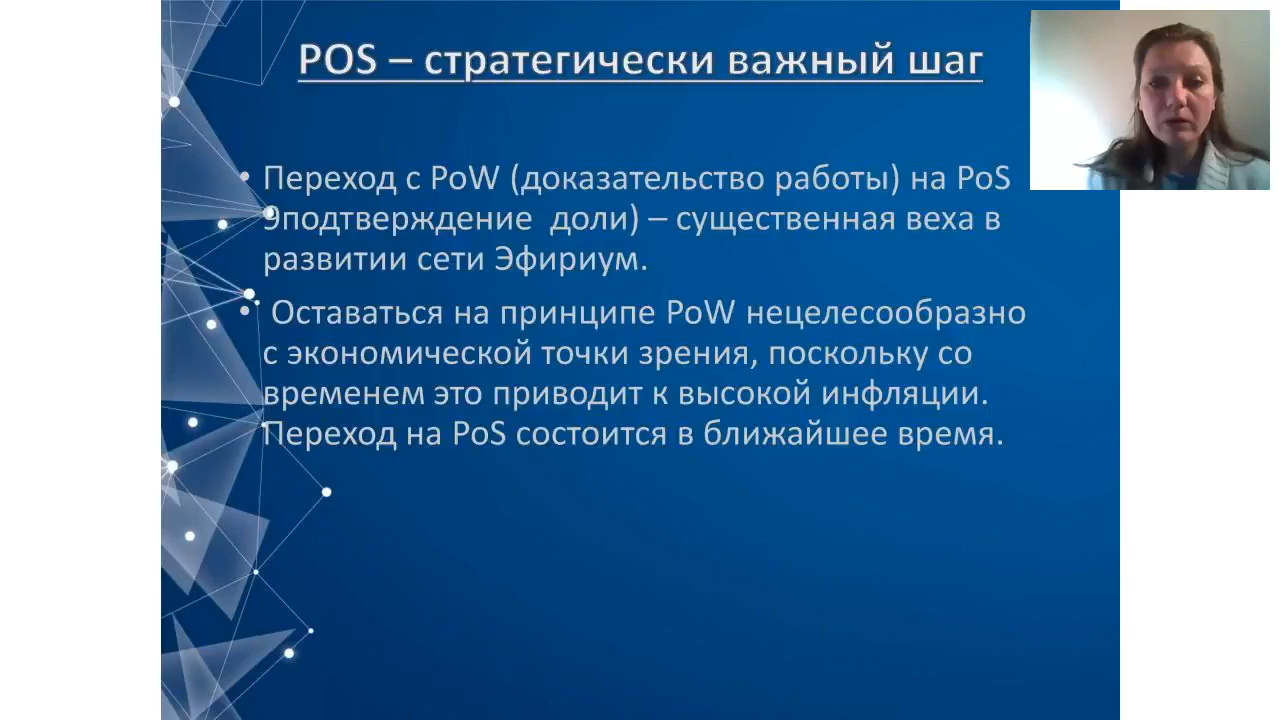 POS – стратегически важный шаг
• Переход с PoW (доказательство работы) на PoS
9подтверждение  доли) – существенная веха в
развитии сети Эфириум.
•  Оставаться на принципе PoW нецелесообразно
с экономической точки зрения, поскольку со
временем это приводит к высокой инфляции.
Переход на PoS состоится в ближайшее время.